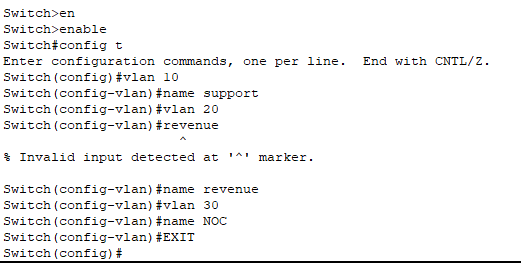 Switch>en
Switch>enable
Switch#config t
Enter configuration commands, one per line.  End with CNTL/Z.
Switch(config)#vlan 10
Switch(config-vlan)#name support
Switch(config-vlan)#vlan 20
Switch(config-vlan)#revenue
                      ^
% Invalid input detected at '^' marker.

Switch(config-vlan)#name revenue
Switch(config-vlan)#vlan 30
Switch(config-vlan)#name NOC
Switch(config-vlan)#EXIT
Switch(config)#